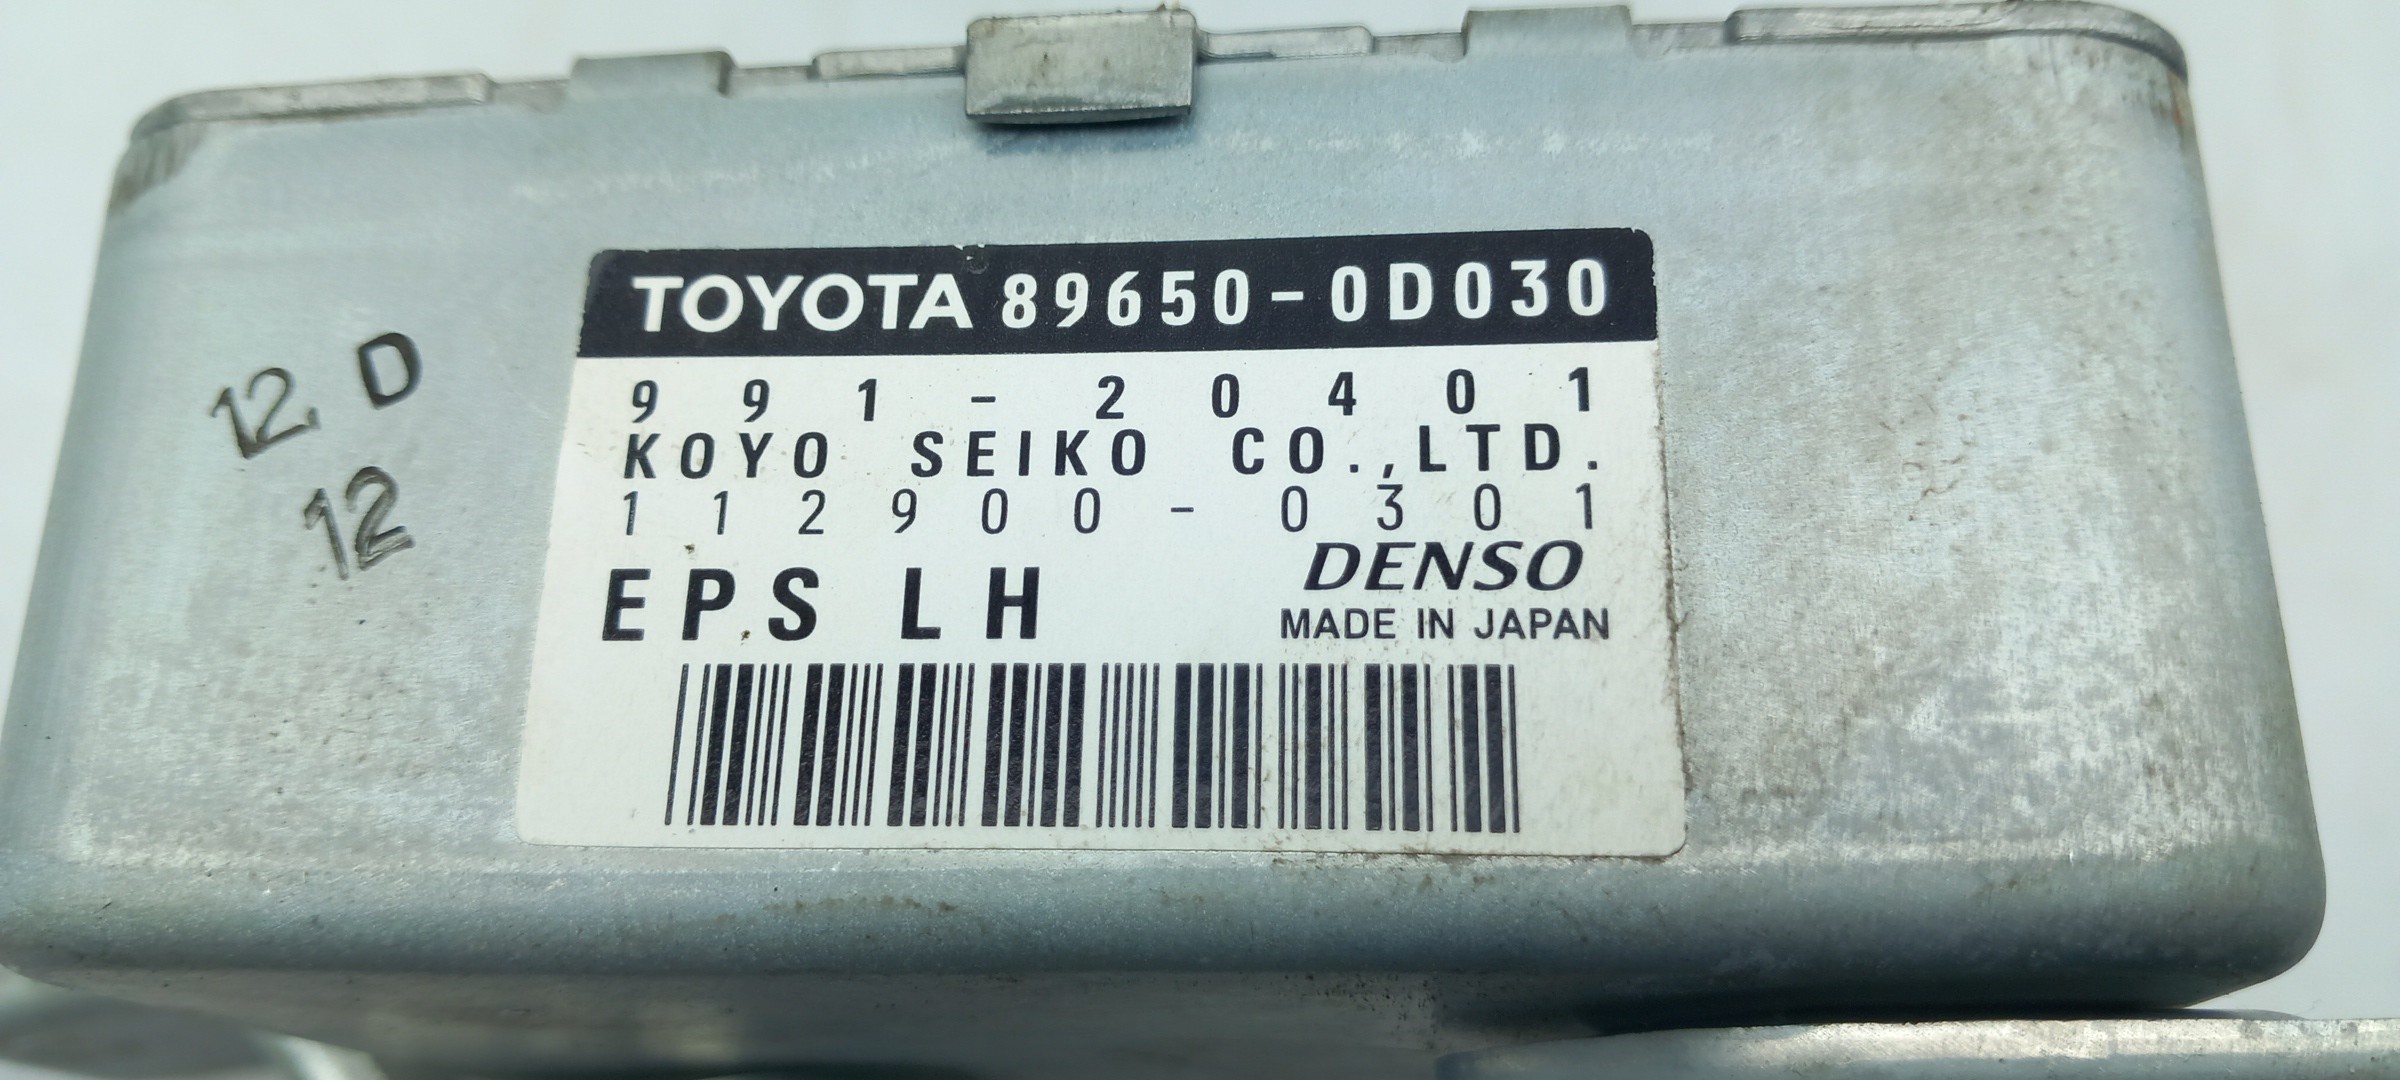 TOYOTA 89650-0D030
991-20401
KOYO SEIKO CO.,LTD.
112900-0301
DENSO
EPS LH
MADE IN JAPAN
12. D
12